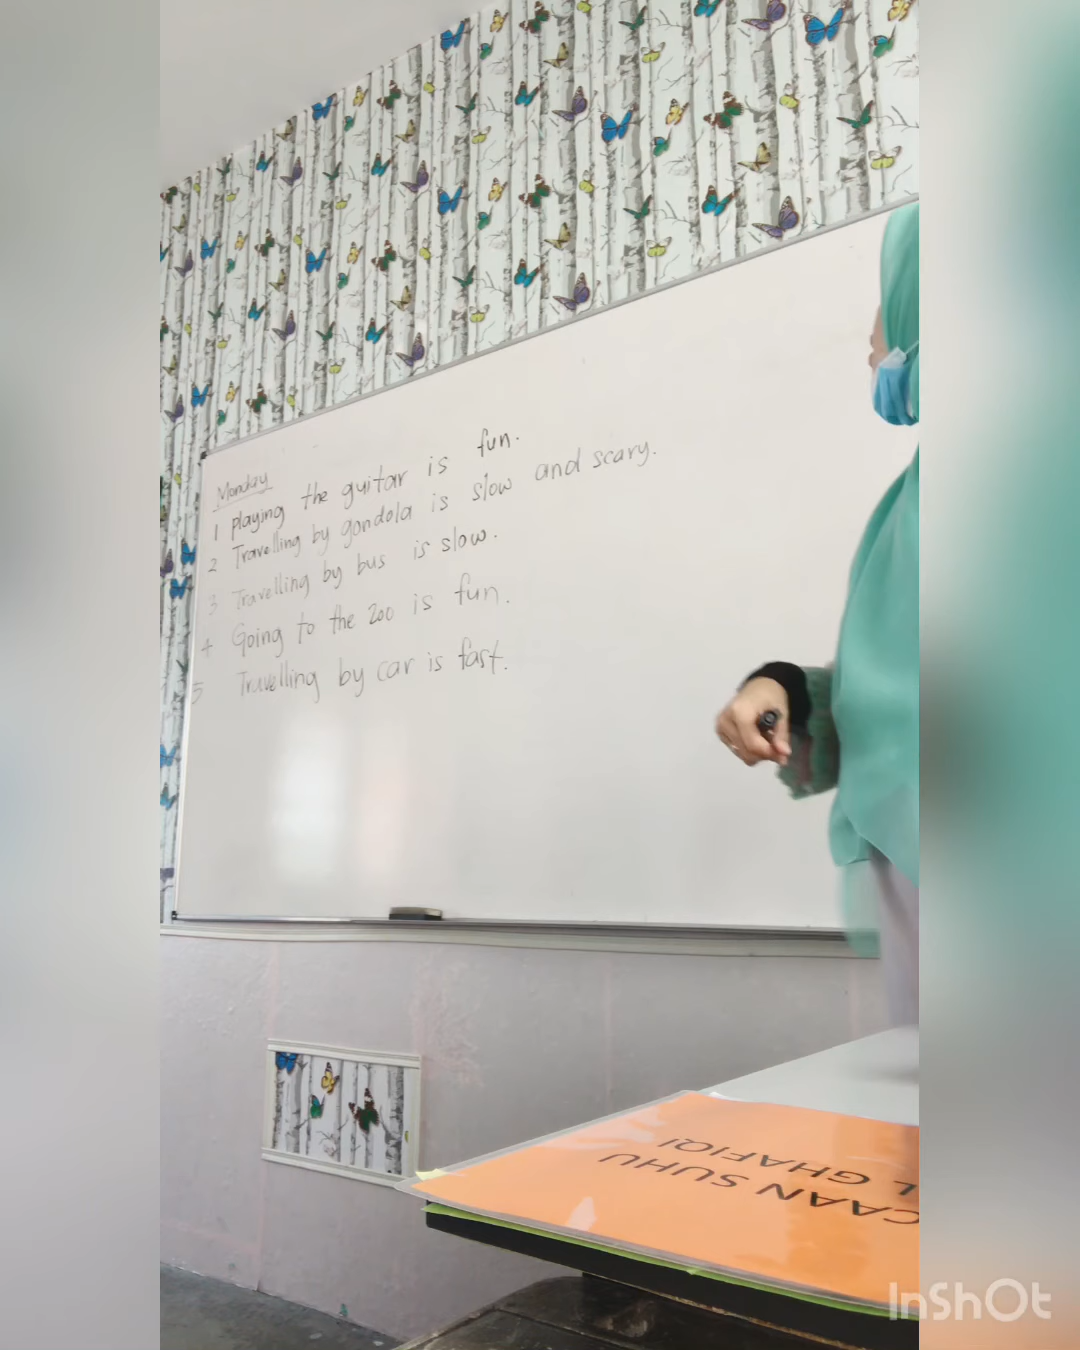 Monday
1 playing the guitar is fun.
2 Travelling by gondola is slow and scary.
3 Travelling by bus is slow.
4 Going to the zoo is fun.
5 Travelling by car is fast.
CAAN SUHU
L GHAFIQI
InShOt